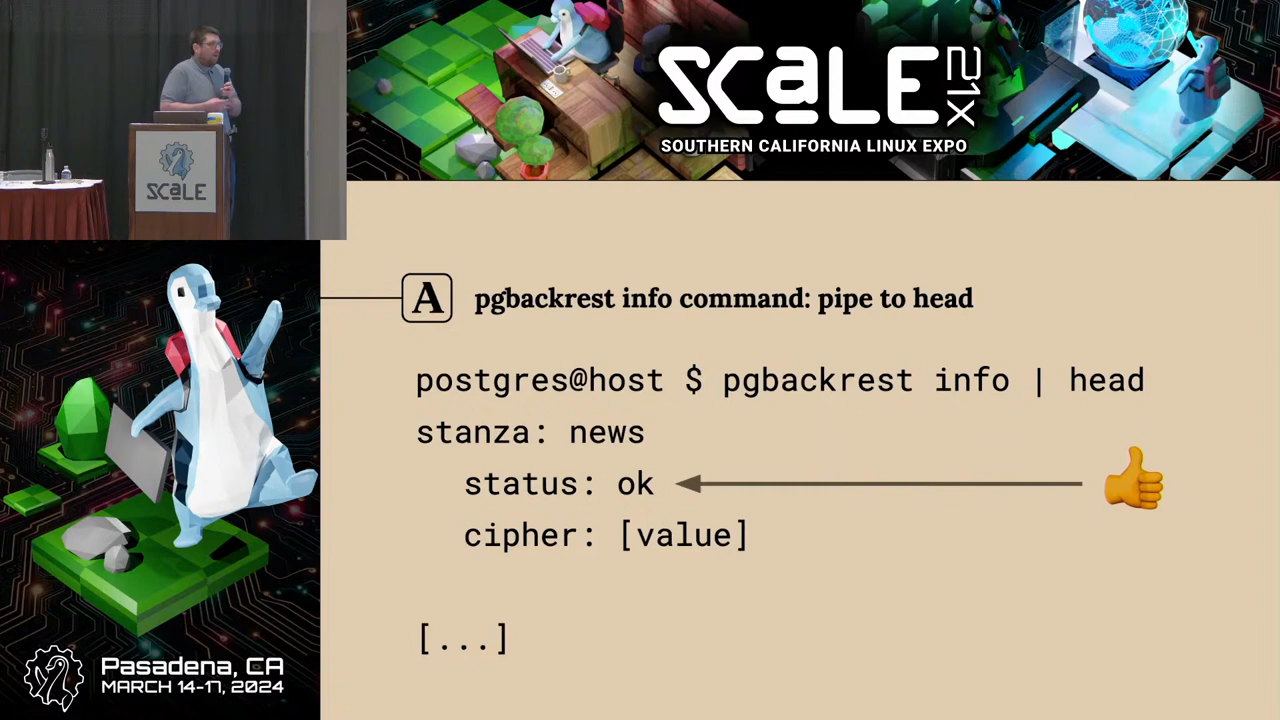 SCALE 21X
SOUTHERN CALIFORNIA LINUX EXPO
SCALE
A pgbackrest info command: pipe to head
postgres@host $ pgbackrest info | head
stanza: news
status: ok
cipher: [value]
[...]
Pasadena, CA
MARCH 14-17, 2024